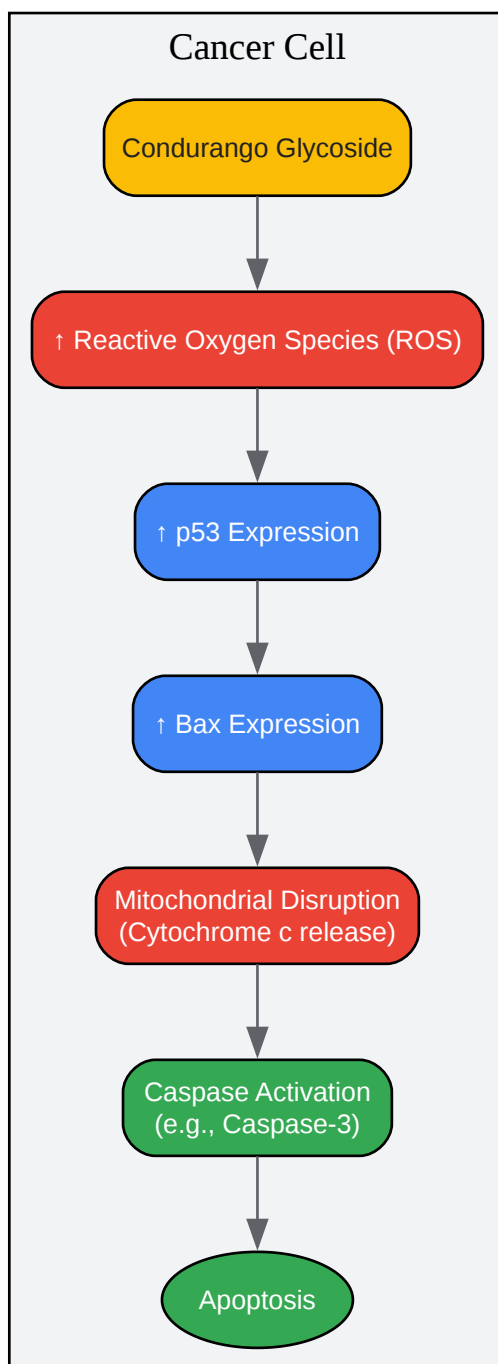 Cancer Cell
Condurango Glycoside
↑ Reactive Oxygen Species (ROS)
↑ p53 Expression
↑ Bax Expression
Mitochondrial Disruption
(Cytochrome c release)
Caspase Activation
(e.g., Caspase-3)
Apoptosis